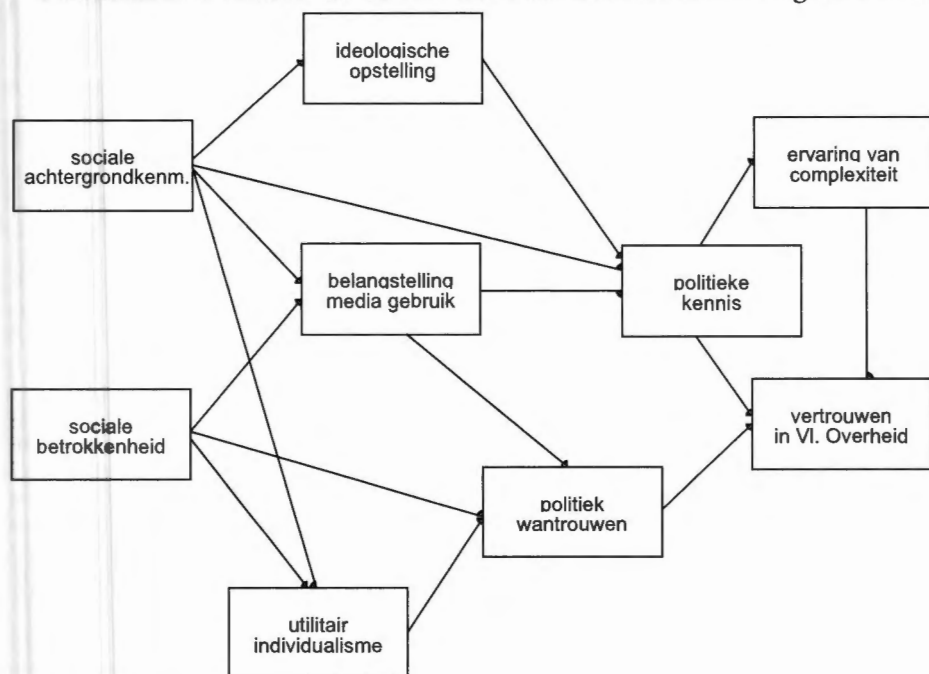 ideologische
opstelling
sociale
achtergrondkenm.
ervaring van
complexiteit
belangstelling
media gebruik
politieke
kennis
sociale
betrokkenheid
vertrouwen
in Vl. Overheid
politiek
wantrouwen
utilitair
individualisme